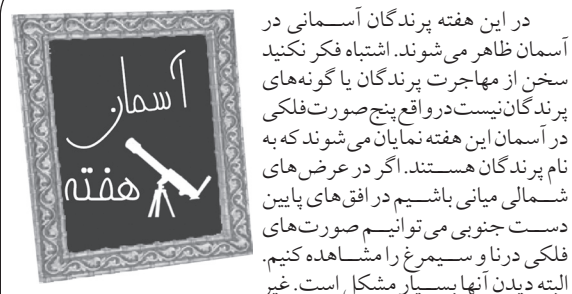 در این هفته پرندگان آسمانی در
آسمان ظاهر می‌شوند. اشتباه فکر نکنید
سخن از مهاجرت پرندگان یا گونه‌های
پرندگان نیست درواقع پنج صورت فلکی
در آسمان این هفته نمایان می‌شوند که به
نام پرندگان هستند. اگر در عرض‌های
شمالی میانی باشیم در افق‌های پایین
دست جنوبی می‌توانیم صورت‌های
فلکی درنا و سیمرغ را مشاهده کنیم.
البته دیدن آنها بسیار مشکل است. غیر
آسمان
هفته